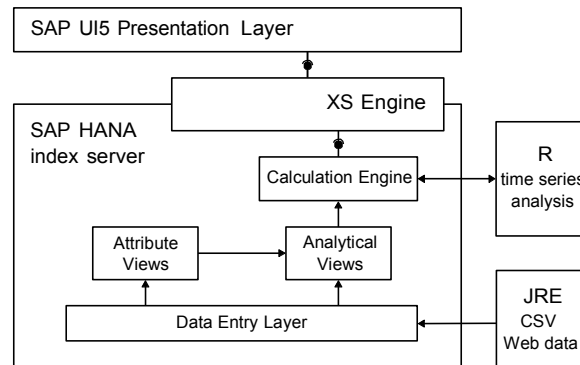 SAP UI5 Presentation Layer
XS Engine
SAP HANA
index server
Calculation Engine
R
time series
analysis
Attribute
Views
Analytical
Views
Data Entry Layer
JRE
CSV
Web data